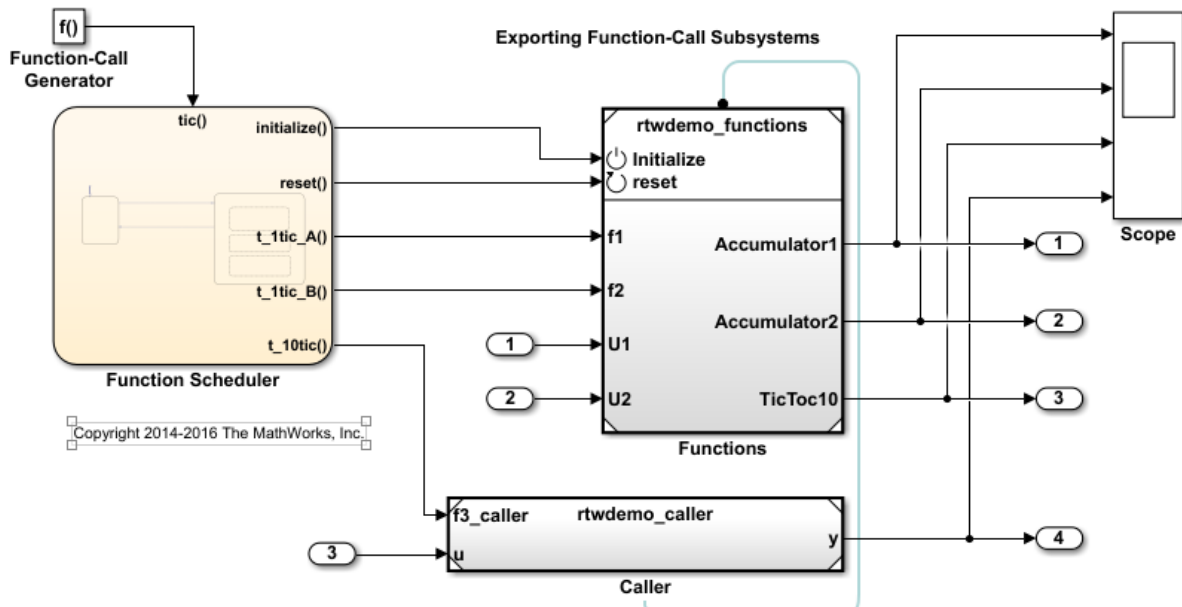 f()
Function-Call
Generator
Exporting Function-Call Subsystems
tic()
initialize()
reset()
t_1tic_A()
t_1tic_B()
t_10tic()
Function Scheduler
Copyright 2014-2016 The MathWorks, Inc.
rtwdemo_functions
Initialize
reset
f1
f2
1
U1
2
U2
Accumulator1
Accumulator2
TicToc10
Functions
Scope
1
2
3
f3_caller
rtwdemo_caller
3
u
y
4
Caller